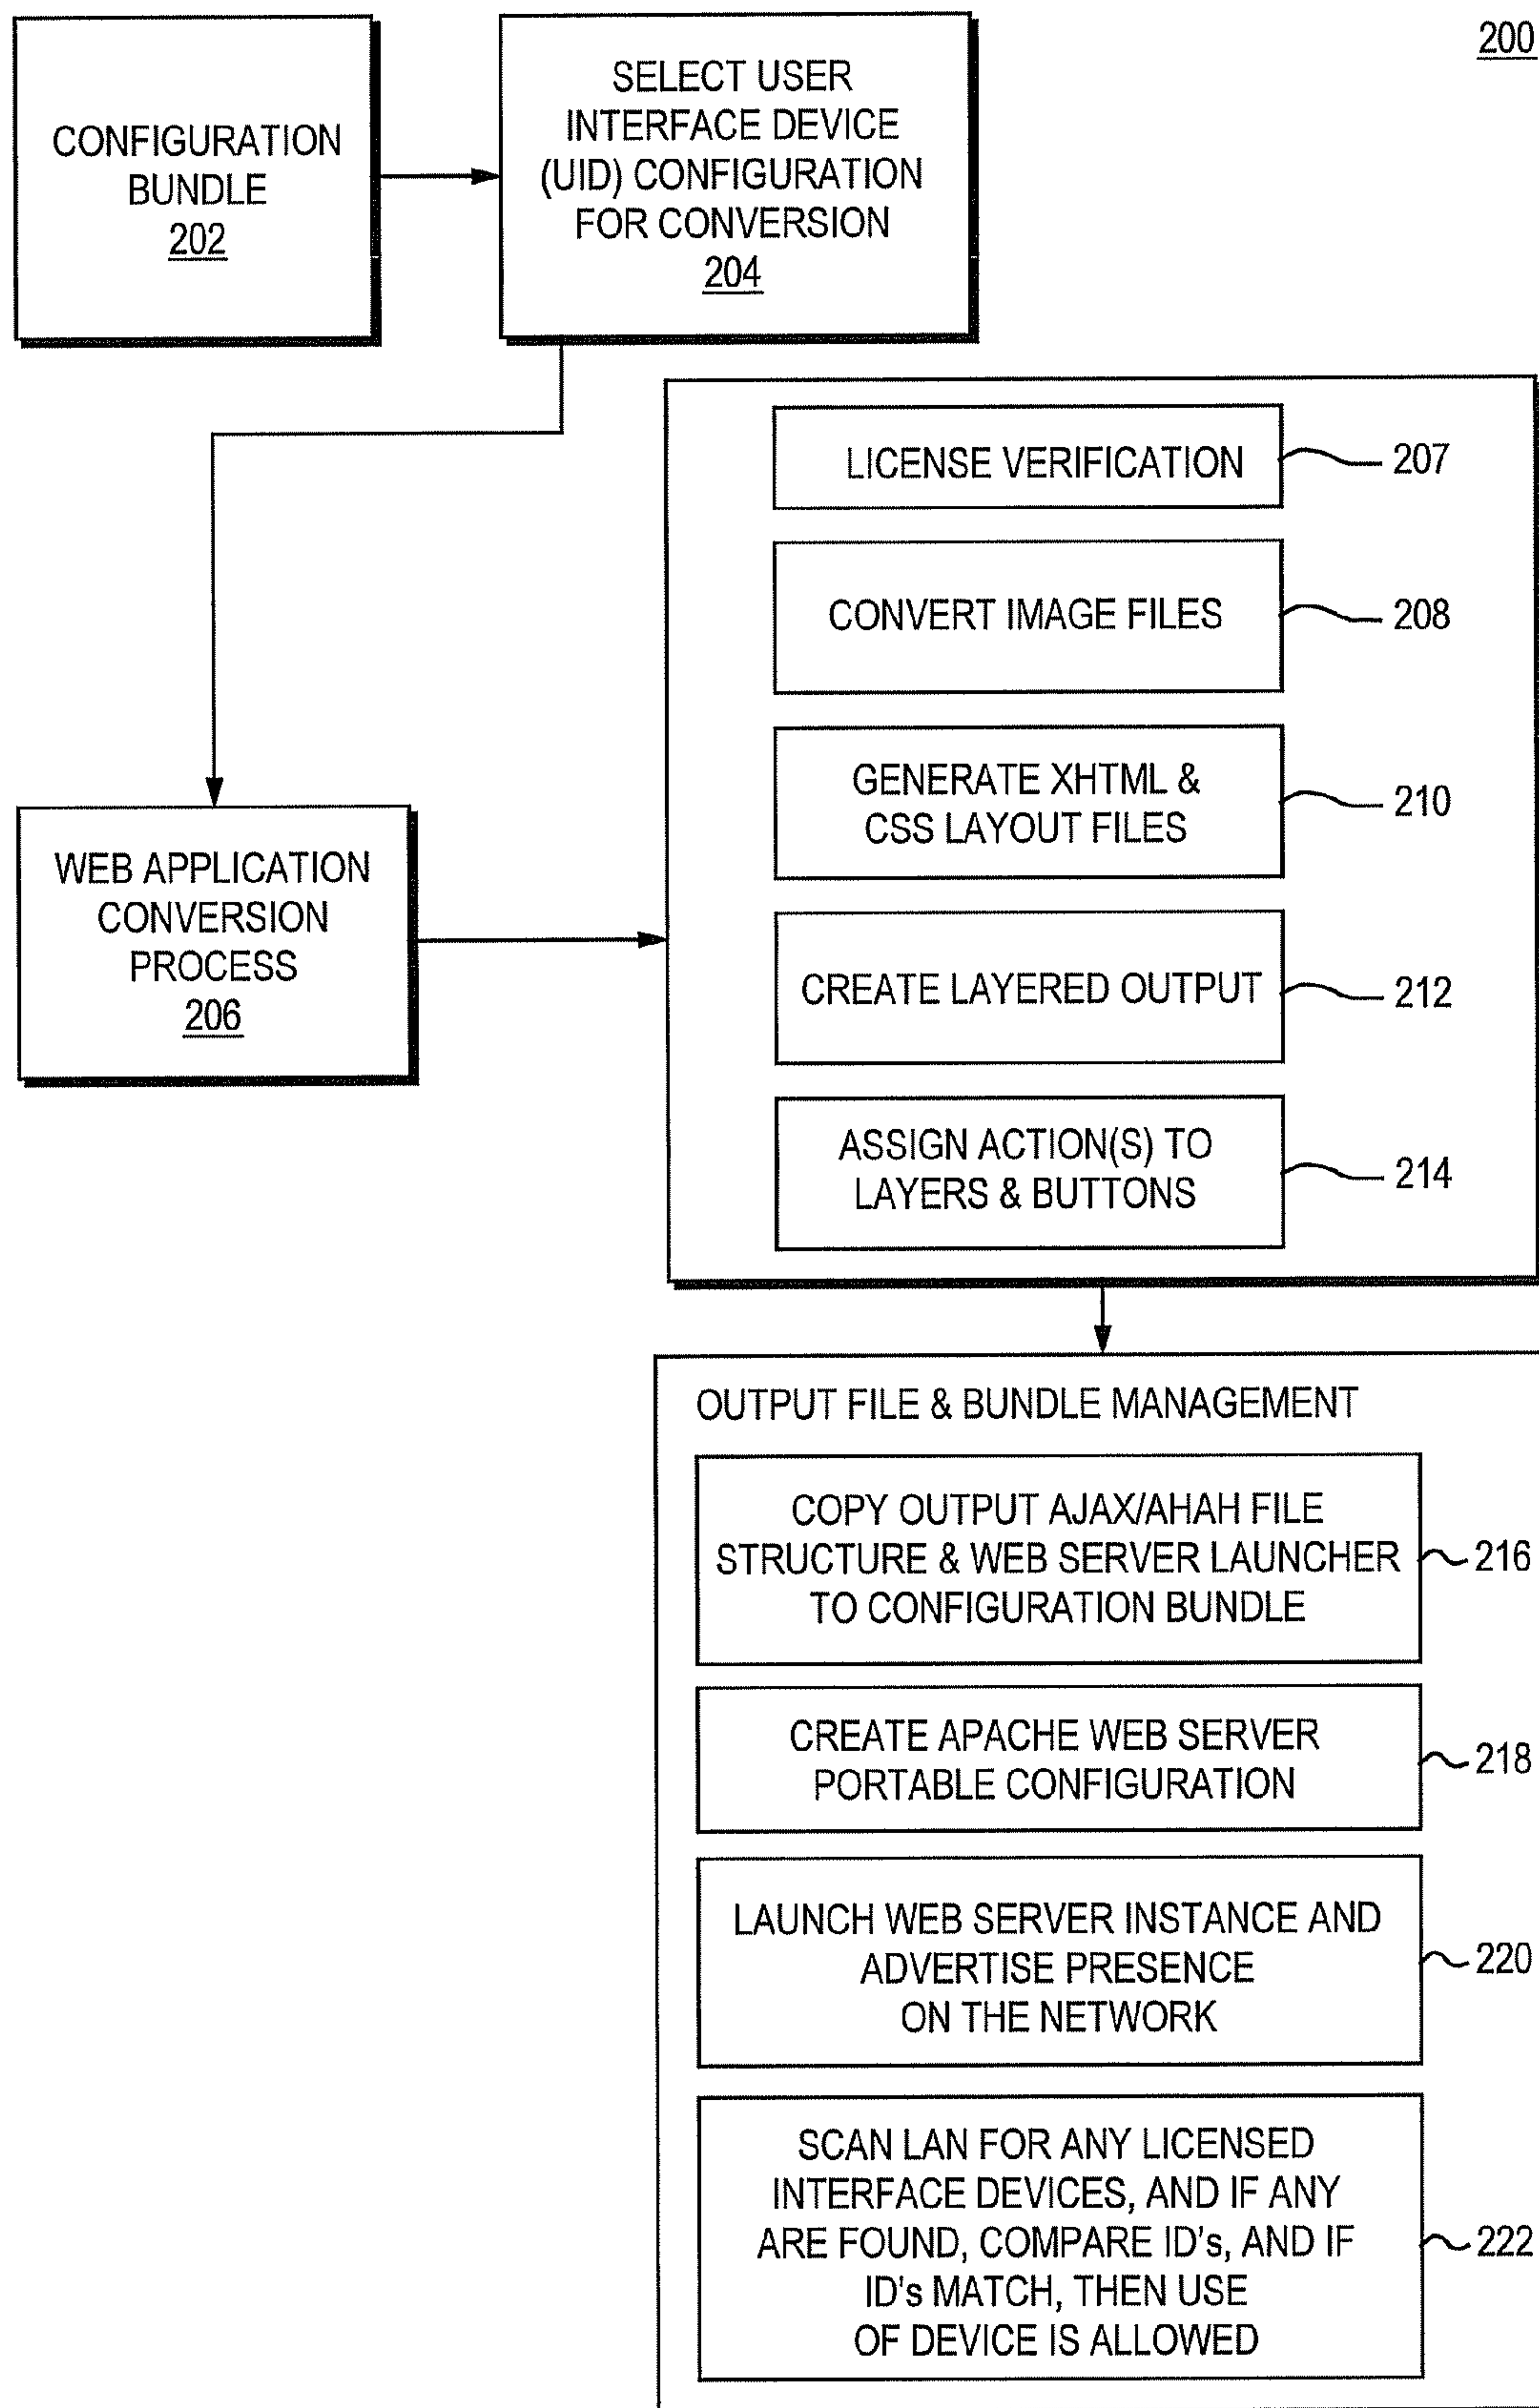 200
CONFIGURATION
BUNDLE
202
SELECT USER
INTERFACE DEVICE
(UID) CONFIGURATION
FOR CONVERSION
204
WEB APPLICATION
CONVERSION
PROCESS
206
LICENSE VERIFICATION
207
CONVERT IMAGE FILES
208
GENERATE XHTML &
CSS LAYOUT FILES
210
CREATE LAYERED OUTPUT
212
ASSIGN ACTION(S) TO
LAYERS & BUTTONS
214
OUTPUT FILE & BUNDLE MANAGEMENT
COPY OUTPUT AJAX/AHAH FILE
STRUCTURE & WEB SERVER LAUNCHER
TO CONFIGURATION BUNDLE
216
CREATE APACHE WEB SERVER
PORTABLE CONFIGURATION
218
LAUNCH WEB SERVER INSTANCE AND
ADVERTISE PRESENCE
ON THE NETWORK
220
SCAN LAN FOR ANY LICENSED
INTERFACE DEVICES, AND IF ANY
ARE FOUND, COMPARE ID's, AND IF
ID's MATCH, THEN USE
OF DEVICE IS ALLOWED
222